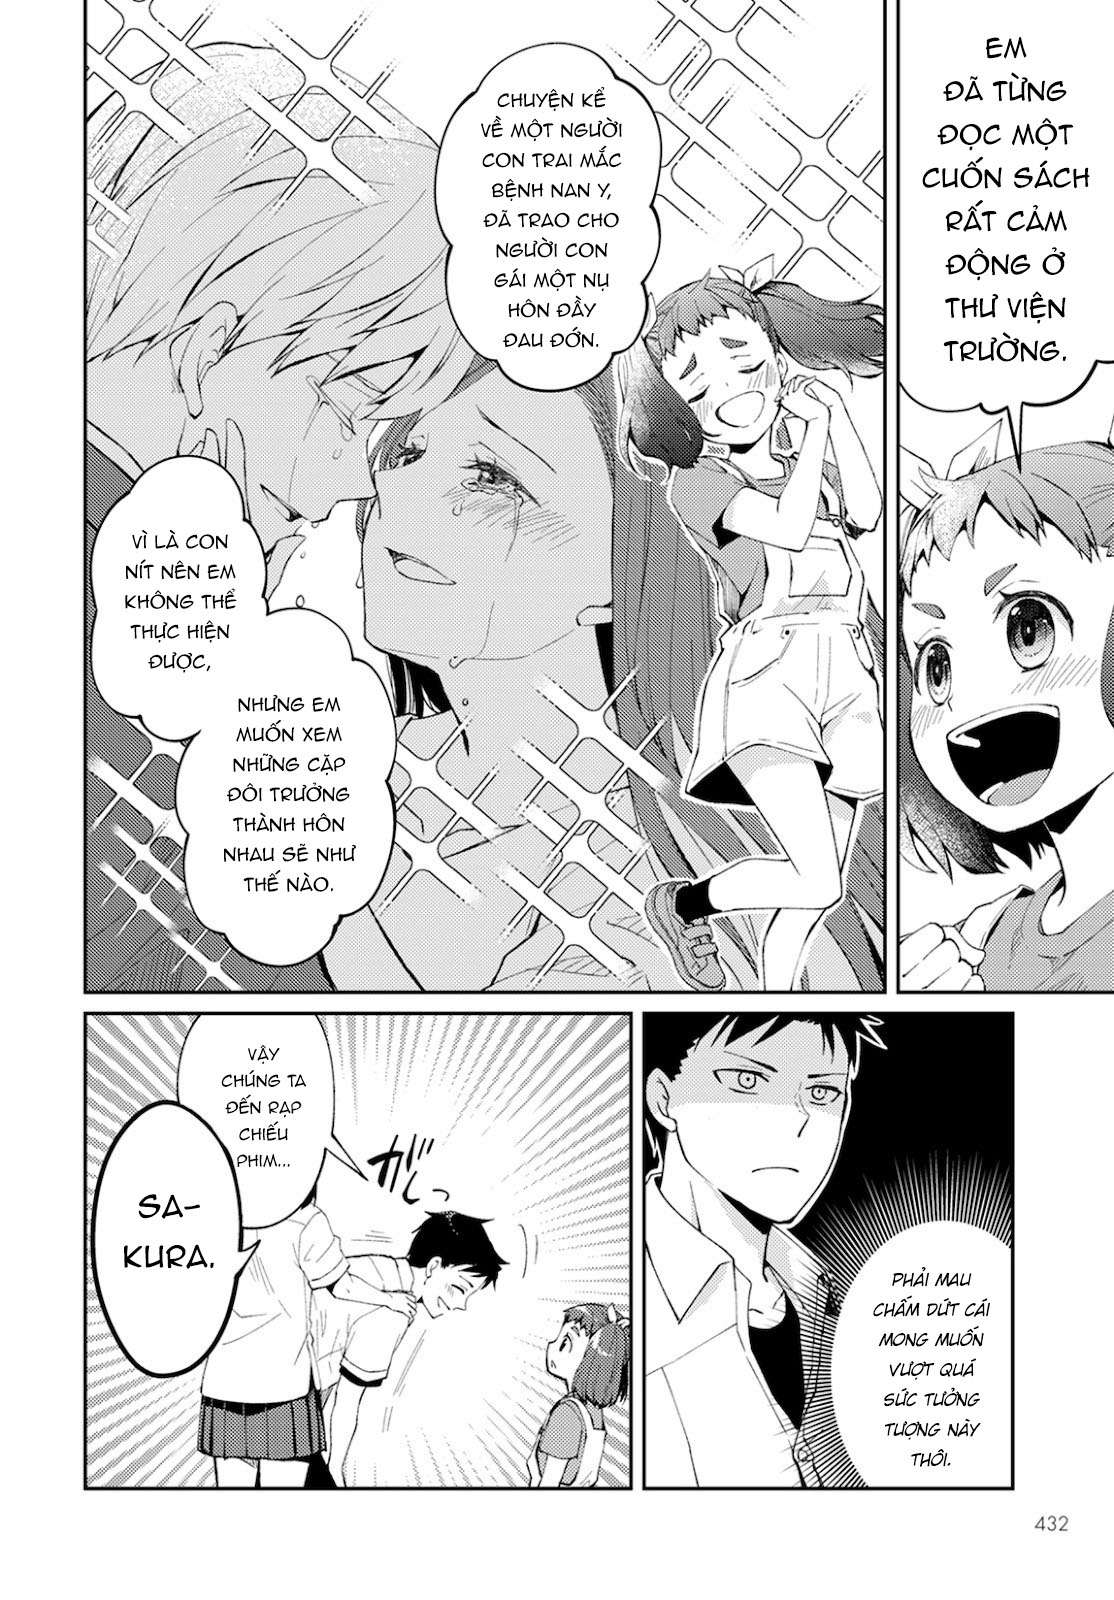 EM
ĐÃ TỪNG
ĐỌC MỘT
CUỐN SÁCH
RẤT CẢM
ĐỘNG Ở
THƯ VIỆN
TRƯỜNG.
CHUYỆN KỂ
VỀ MỘT NGƯỜI
CON TRAI MẮC
BỆNH NAN Y,
ĐÃ TRAO CHO
NGƯỜI CON
GÁI MỘT NỤ
HÔN ĐẦY
ĐAU ĐỚN.
VÌ LÀ CON
NÍT NÊN EM
KHÔNG THỂ
THỰC HIỆN
ĐƯỢC,
NHƯNG EM
MUỐN XEM
NHỮNG CẶP
ĐÔI TRƯỞNG
THÀNH HÔN
NHAU SẼ NHƯ
THẾ NÀO.
PHẢI MAU
CHẤM DỨT CÁI
MONG MUỐN
VƯỢT QUÁ
SỨC TƯỞNG
TƯỢNG NÀY
THÔI.
VẬY
CHÚNG TA
ĐẾN RẠP
CHIẾU
PHIM...
ガシッ
SA-
KURA.
432